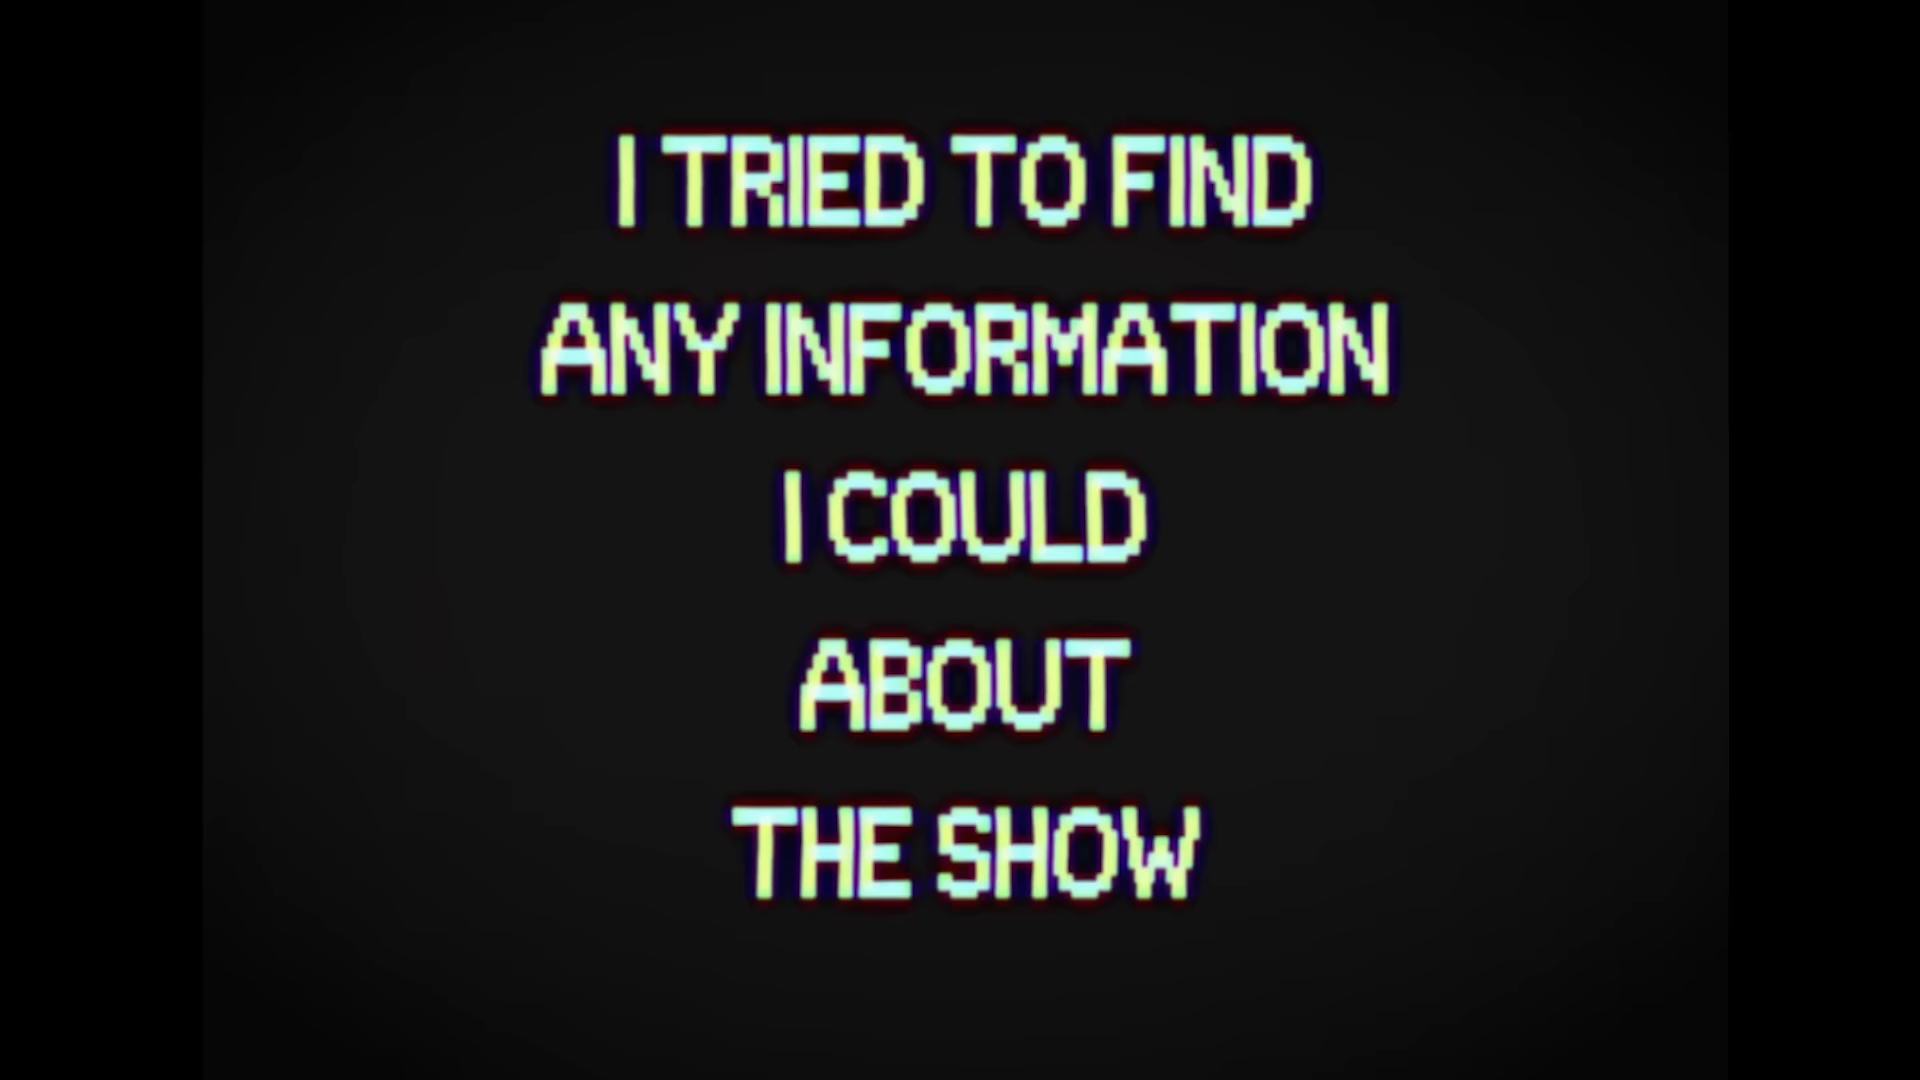 I TRIED TO FIND
ANY INFORMATION
I COULD
ABOUT
THE SHOW